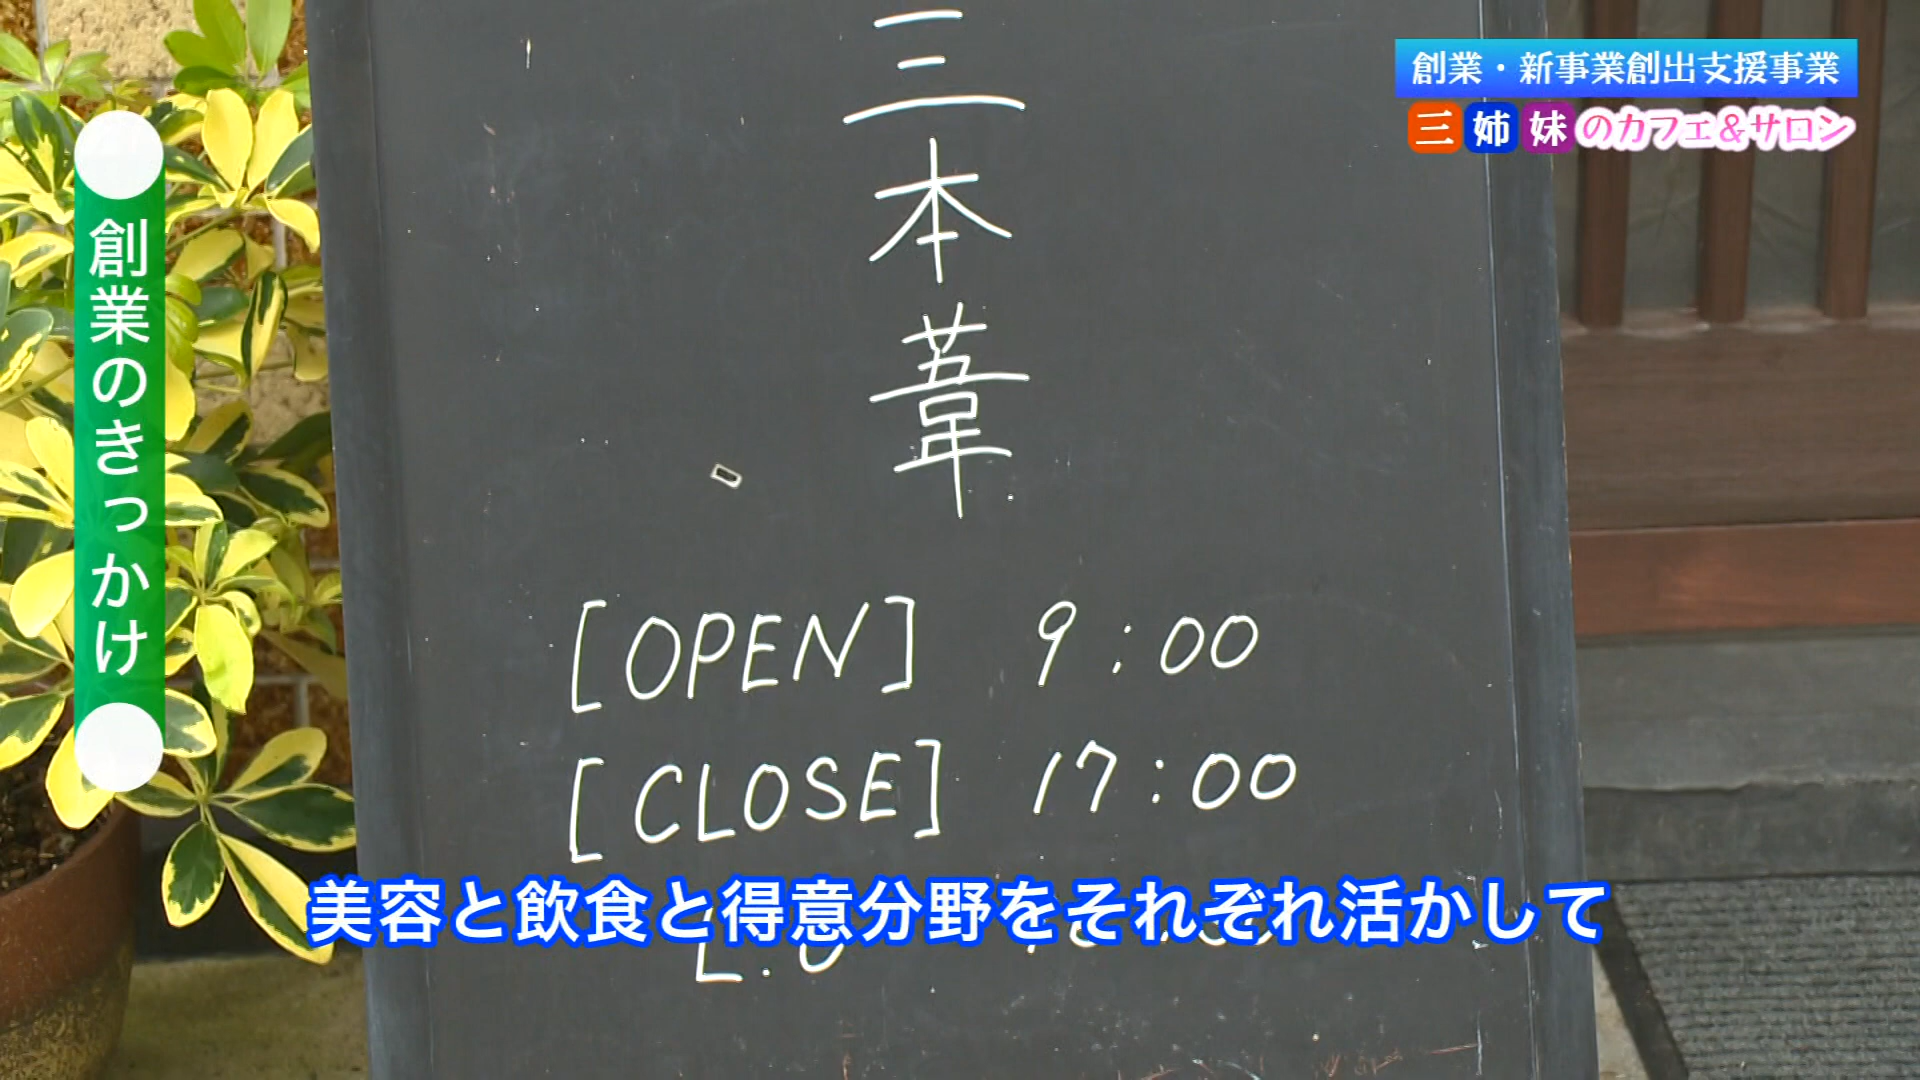 創業・新事業創出支援事業
三姉妹のカフェ&サロン
創業のきっかけ
三本葦
[OPEN] 9:00
[CLOSE] 17:00
L.O
美容と飲食と得意分野をそれぞれ活かして